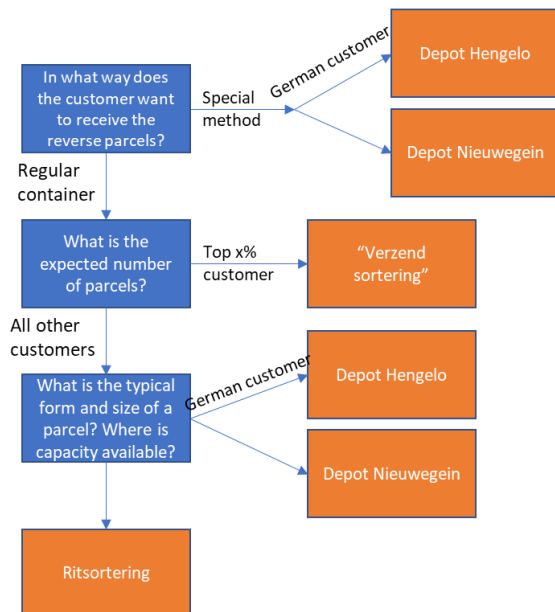 German customer
Depot Hengelo
In what way does
the customer want
to receive the
reverse parcels?
Special
method
Depot Nieuwegein
Regular
container
What is the
expected number
of parcels?
Top x%
customer
“Verzend
sortering”
All other
customers
What is the typical
form and size of a
parcel? Where is
capacity available?
German customer
Depot Hengelo
Depot Nieuwegein
Ritsortering